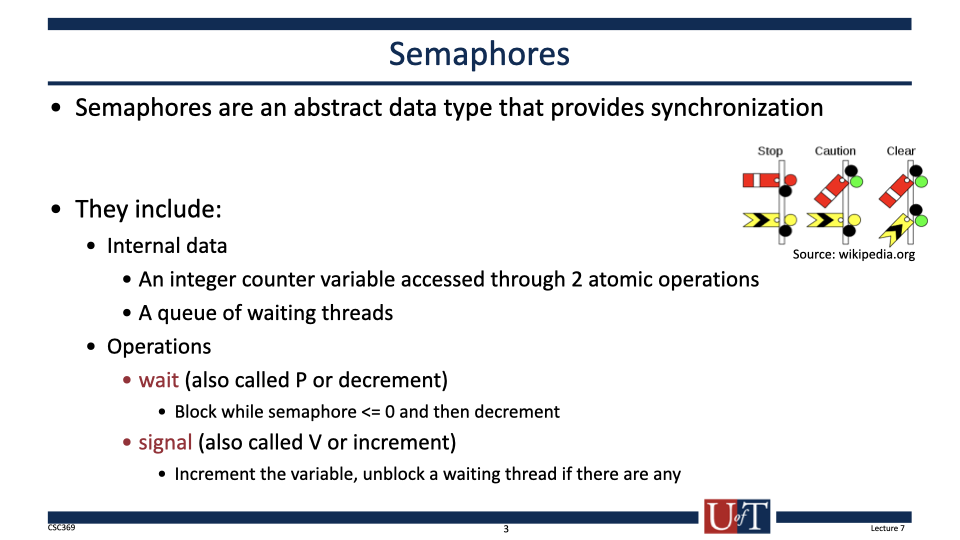 Semaphores
• Semaphores are an abstract data type that provides synchronization
Stop Caution Clear
Source: wikipedia.org
• They include:
• Internal data
• An integer counter variable accessed through 2 atomic operations
• A queue of waiting threads
• Operations
• wait (also called P or decrement)
• Block while semaphore <= 0 and then decrement
• signal (also called V or increment)
• Increment the variable, unblock a waiting thread if there are any
CSC369
3
U of T
Lecture 7